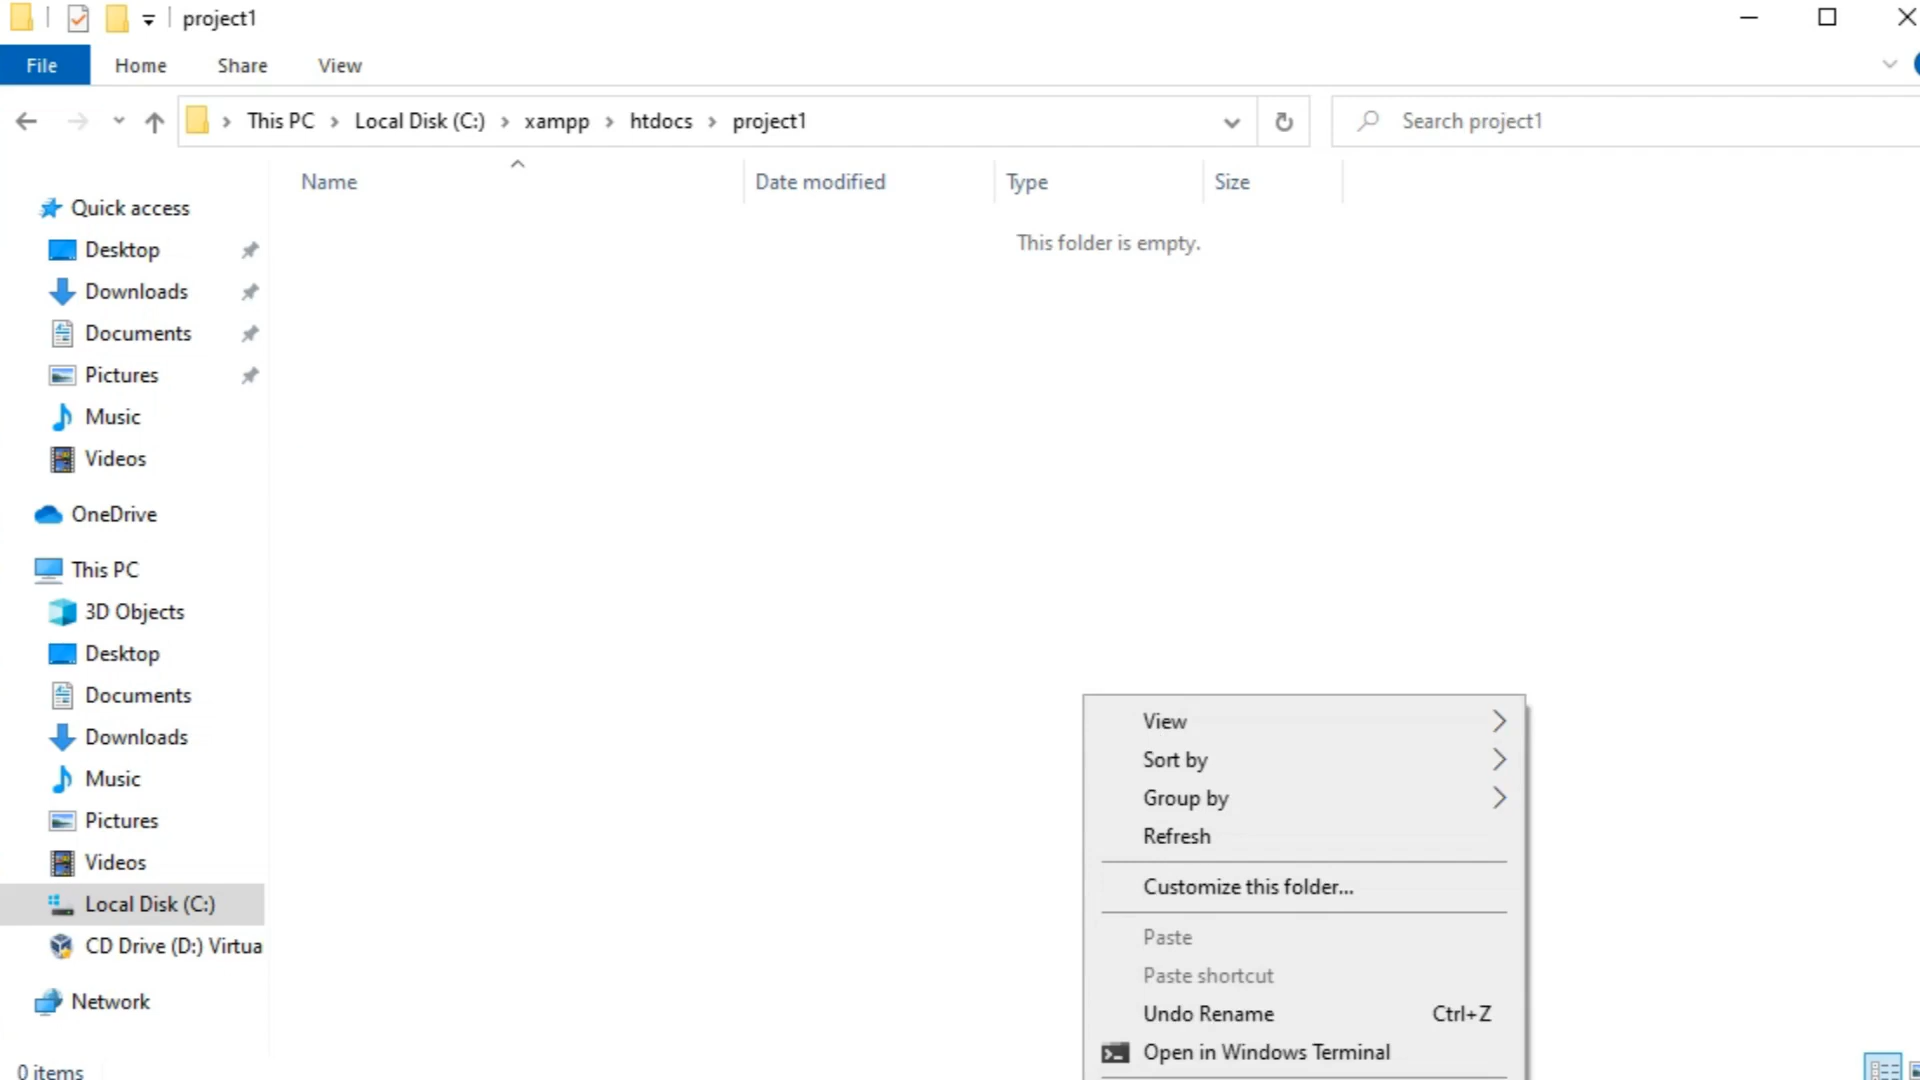 project1
File Home Share View
This PC Local Disk (C:) xampp htdocs project1
Search project1
Name Date modified Type Size
This folder is empty.
Quick access
Desktop
Downloads
Documents
Pictures
Music
Videos
OneDrive
This PC
3D Objects
Desktop
Documents
Downloads
Music
Pictures
Videos
Local Disk (C:)
CD Drive (D:) Virtua
Network
0 items
View
Sort by
Group by
Refresh
Customize this folder...
Paste
Paste shortcut
Undo Rename Ctrl+Z
Open in Windows Terminal